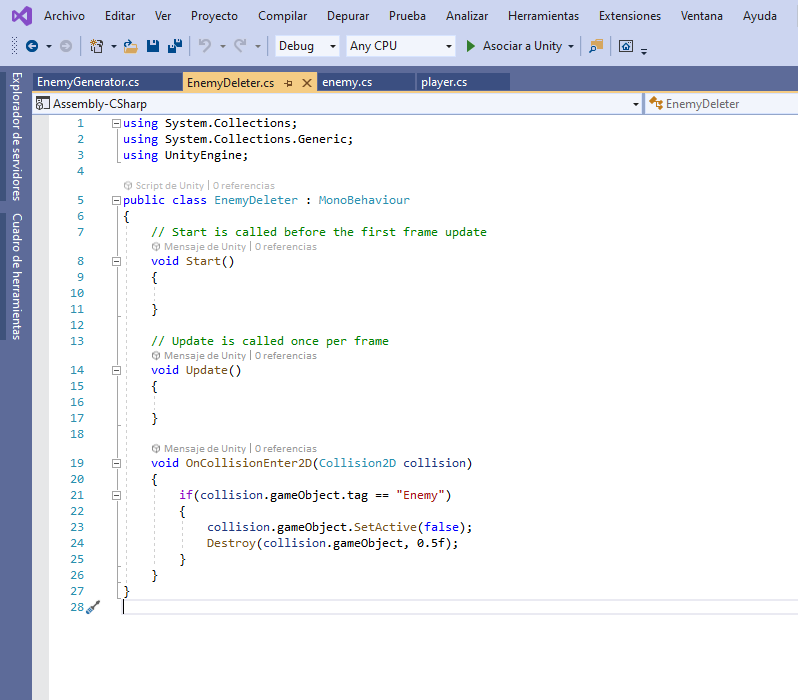 Archivo Editar Ver Proyecto Compilar Depurar Prueba Analizar Herramientas Extensiones Ventana Ayuda
Debug Any CPU Asociar a Unity
EnemyGenerator.cs EnemyDeleter.cs enemy.cs player.cs
Assembly-CSharp EnemyDeleter
Explorador de servidores
Cuadro de herramientas
1 using System.Collections;
2 using System.Collections.Generic;
3 using UnityEngine;
4
Script de Unity | 0 referencias
5 public class EnemyDeleter : MonoBehaviour
6 {
7 // Start is called before the first frame update
Mensaje de Unity | 0 referencias
8 void Start()
9 {
10
11 }
12
13 // Update is called once per frame
Mensaje de Unity | 0 referencias
14 void Update()
15 {
16
17 }
18
Mensaje de Unity | 0 referencias
19 void OnCollisionEnter2D(Collision2D collision)
20 {
21 if(collision.gameObject.tag == "Enemy")
22 {
23 collision.gameObject.SetActive(false);
24 Destroy(collision.gameObject, 0.5f);
25 }
26 }
27 }
28